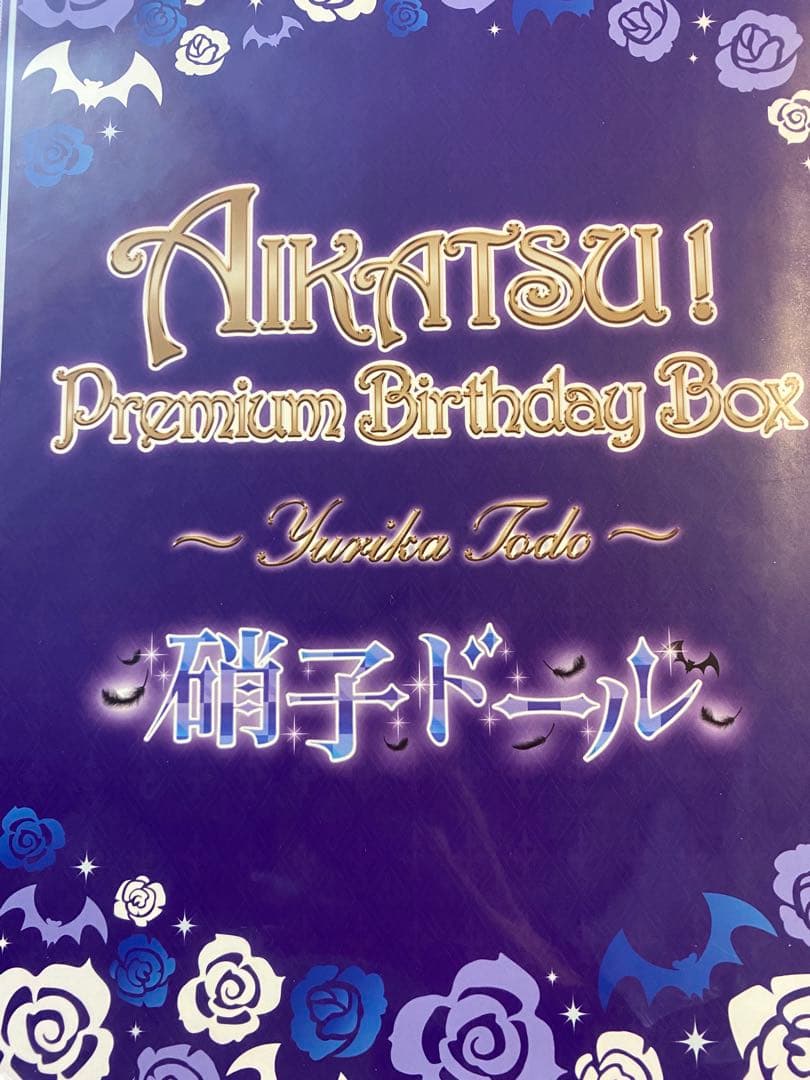 AIKATSU!
Premium Birthday Box
～ Yurika Todo ～
硝子ドール